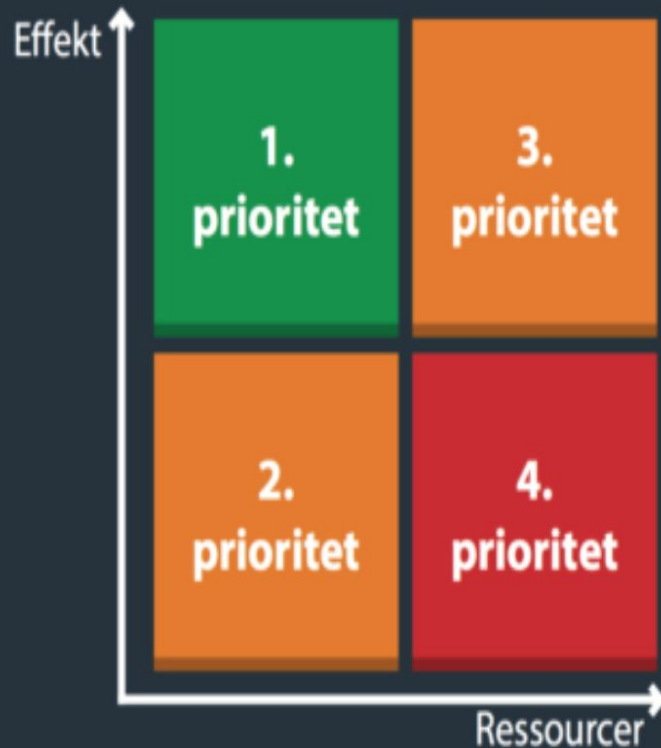 Effekt
1.
prioritet
3.
prioritet
2.
prioritet
4.
prioritet
Ressourcer